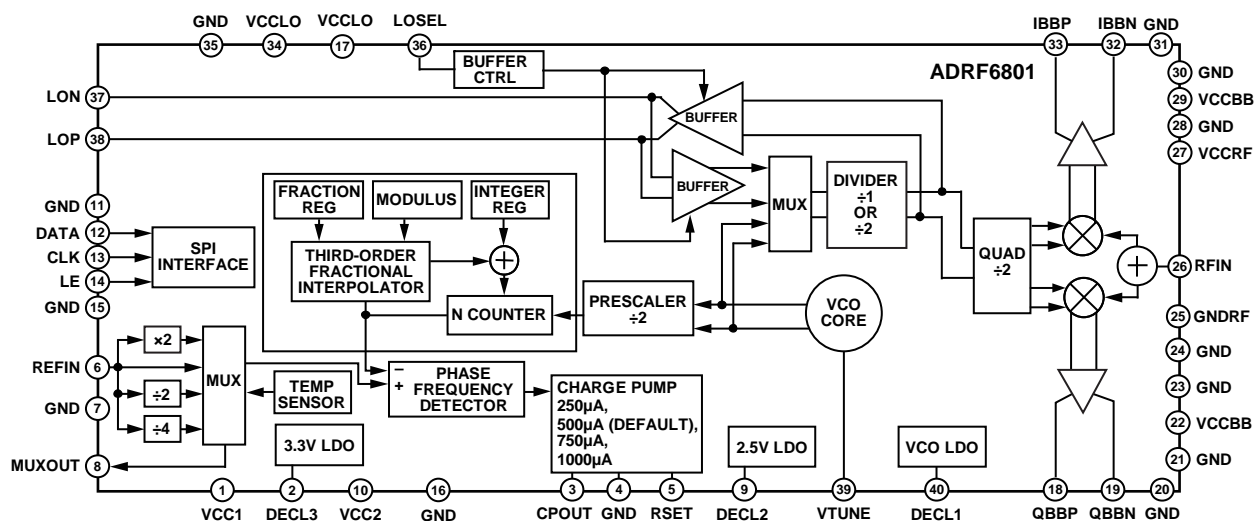 GND
VCCLO
VCCLO
LOSEL
IBBP
IBBN
GND
35
34
17
36
33
32
31
ADRF6801
BUFFER
CTRL
30
GND
29
VCCBB
28
GND
27
VCCRF
LON
37
LOP
38
BUFFER
BUFFER
MUX
DIVIDER
÷1
OR
÷2
FRACTION
REG
MODULUS
INTEGER
REG
THIRD-ORDER
FRACTIONAL
INTERPOLATOR
+
N COUNTER
PRESCALER
÷2
VCO
CORE
QUAD
÷2
+
26
RFIN
GND
11
DATA
12
CLK
13
LE
14
GND
15
SPI
INTERFACE
25
GNDRF
24
GND
23
GND
22
VCCBB
21
GND
REFIN
6
GND
7
MUXOUT
8
×2
÷2
÷4
MUX
TEMP
SENSOR
3.3V LDO
–
+
PHASE
FREQUENCY
DETECTOR
CHARGE PUMP
250µA,
500µA (DEFAULT),
750µA,
1000µA
2.5V LDO
VCO LDO
1
2
10
16
3
4
5
9
39
40
18
19
20
VCC1
DECL3
VCC2
GND
CPOUT
GND
RSET
DECL2
VTUNE
DECL1
QBBP
QBBN
GND